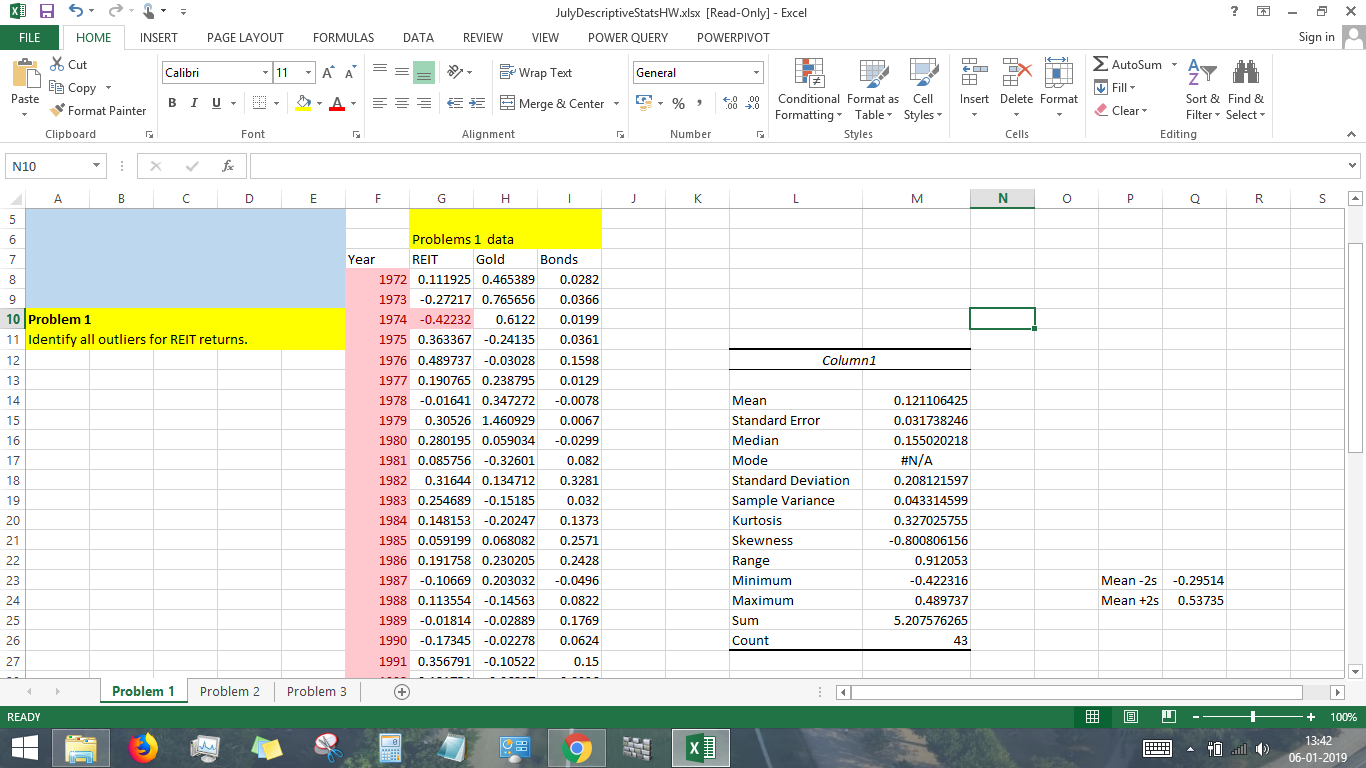 JulyDescriptiveStatsHW.xlsx [Read-Only] - Excel
FILE HOME INSERT PAGE LAYOUT FORMULAS DATA REVIEW VIEW POWER QUERY POWERPIVOT Sign in
Paste
Cut
Copy
Format Painter
Clipboard
Calibri 11
B I U
Font
Wrap Text
Merge & Center
Alignment
General
Number
Conditional Formatting
Format as Table
Cell Styles
Styles
Insert Delete Format
Cells
AutoSum
Fill
Clear
Sort & Filter
Find & Select
Editing
N10 fx
A B C D E F G H I J K L M N O P Q R S
5
6 Problems 1 data
7 Year REIT Gold Bonds
8 1972 0.111925 0.465389 0.0282
9 1973 -0.27217 0.765656 0.0366
10 Problem 1 1974 -0.42232 0.6122 0.0199
11 Identify all outliers for REIT returns. 1975 0.363367 -0.24135 0.0361
12 1976 0.489737 -0.03028 0.1598 Column1
13 1977 0.190765 0.238795 0.0129
14 1978 -0.01641 0.347272 -0.0078 Mean 0.121106425
15 1979 0.30526 1.460929 0.0067 Standard Error 0.031738246
16 1980 0.280195 0.059034 -0.0299 Median 0.155020218
17 1981 0.085756 -0.32601 0.082 Mode #N/A
18 1982 0.31644 0.134712 0.3281 Standard Deviation 0.208121597
19 1983 0.254689 -0.15185 0.032 Sample Variance 0.043314599
20 1984 0.148153 -0.20247 0.1373 Kurtosis 0.327025755
21 1985 0.059199 0.068082 0.2571 Skewness -0.800806156
22 1986 0.191758 0.230205 0.2428 Range 0.912053
23 1987 -0.10669 0.203032 -0.0496 Minimum -0.422316 Mean -2s -0.29514
24 1988 0.113554 -0.14563 0.0822 Maximum 0.489737 Mean +2s 0.53735
25 1989 -0.01814 -0.02889 0.1769 Sum 5.207576265
26 1990 -0.17345 -0.02278 0.0624 Count 43
27 1991 0.356791 -0.10522 0.15
Problem 1 Problem 2 Problem 3
READY 100%
13:42
06-01-2019